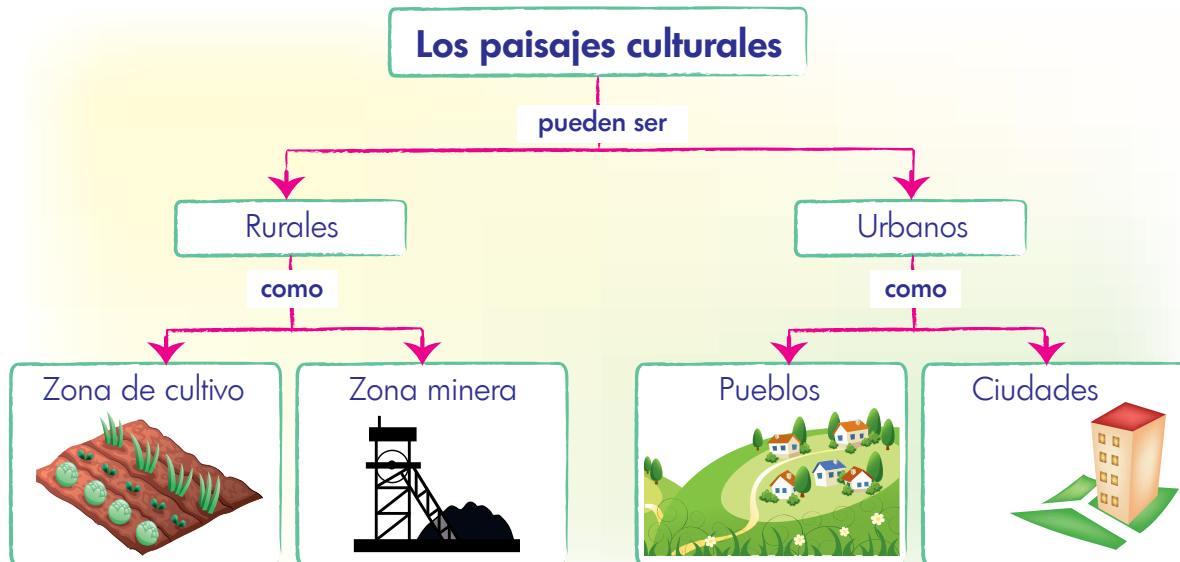 Los paisajes culturales
pueden ser
Rurales
Urbanos
como
como
Zona de cultivo
Zona minera
Pueblos
Ciudades